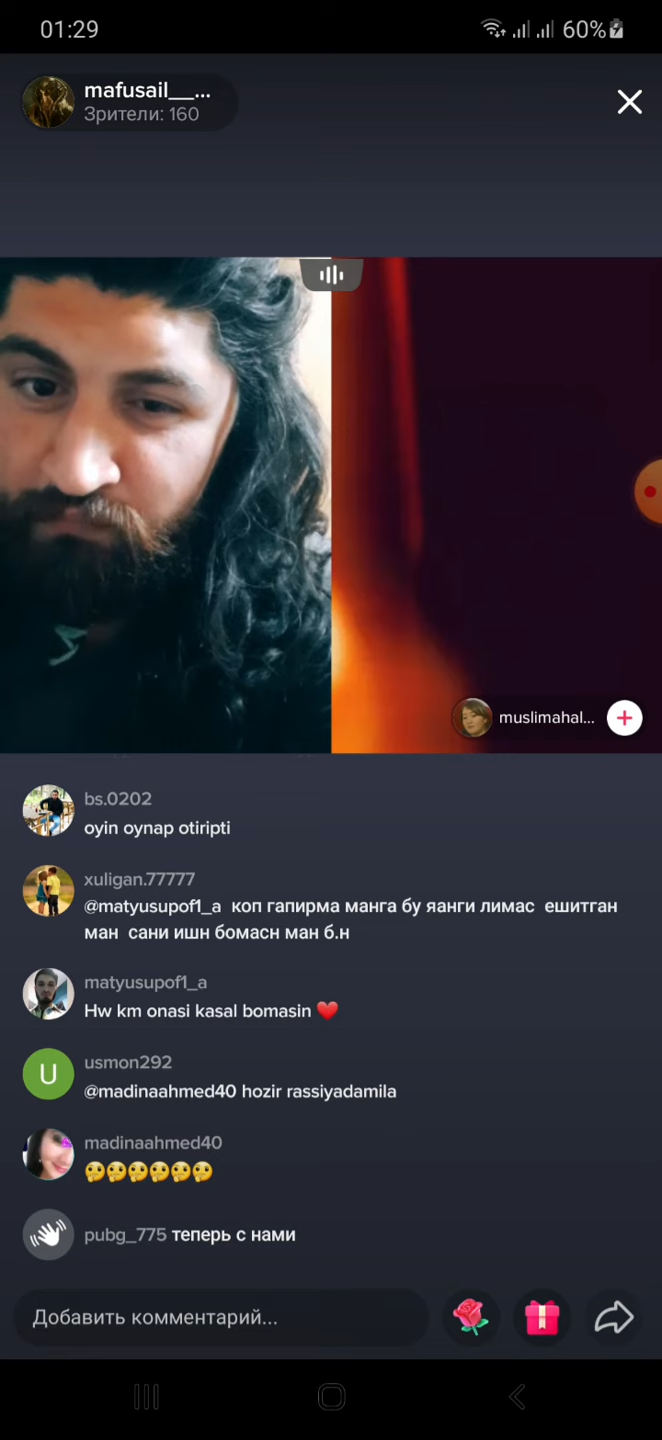 01:29
60%
mafusail__...
Зрители: 160
muslimahal...
bs.0202
oyin oynap otiripti
xuligan.77777
@matyusupof1_a коп гапирма манга бу яанги лимас ешитган
ман сани ишн бомасн ман б.н
matyusupof1_a
Hw km onasi kasal bomasin ❤️
usmon292
@madinaahmed40 hozir rassiyadamila
U
madinaahmed40
🤔🤔🤔🤔🤔🤔
pubg_775 теперь с нами
Добавить комментарий...